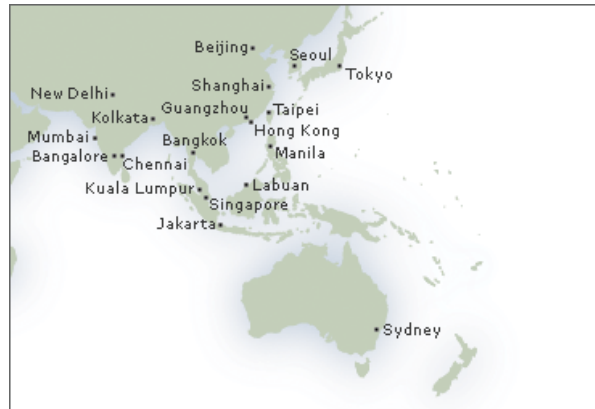 Beijing
Seoul
Tokyo
New Delhi
Shanghai
Kolkata
Guangzhou
Taipei
Hong Kong
Mumbai
Bangkok
Manila
Bangalore
Chennai
Kuala Lumpur
Labuan
Singapore
Jakarta
Sydney